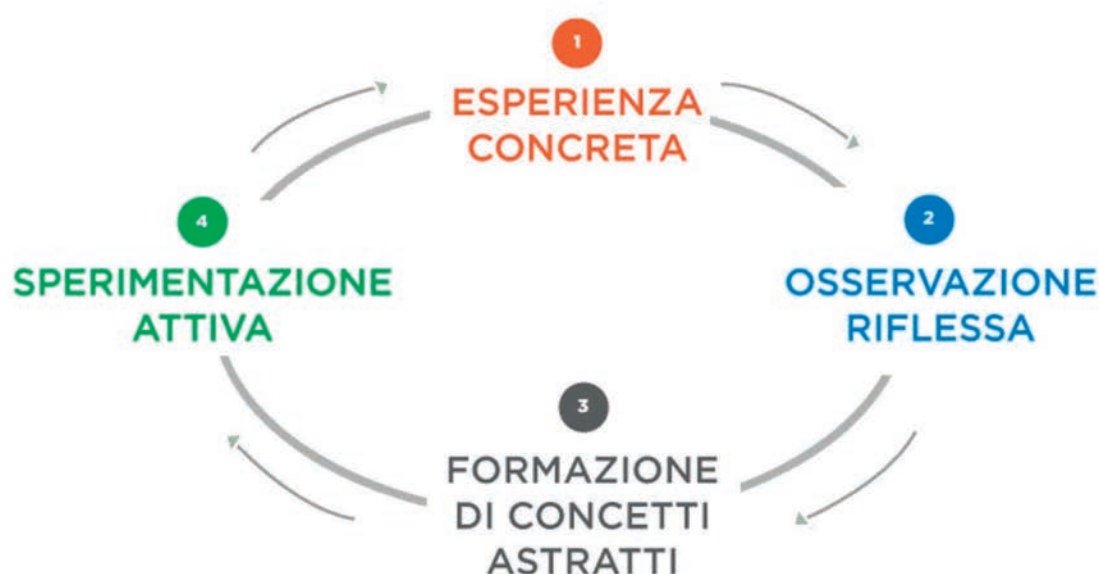 1
ESPERIENZA
CONCRETA
2
OSSERVAZIONE
RIFLESSA
3
FORMAZIONE
DI CONCETTI
ASTRATTI
4
SPERIMENTAZIONE
ATTIVA